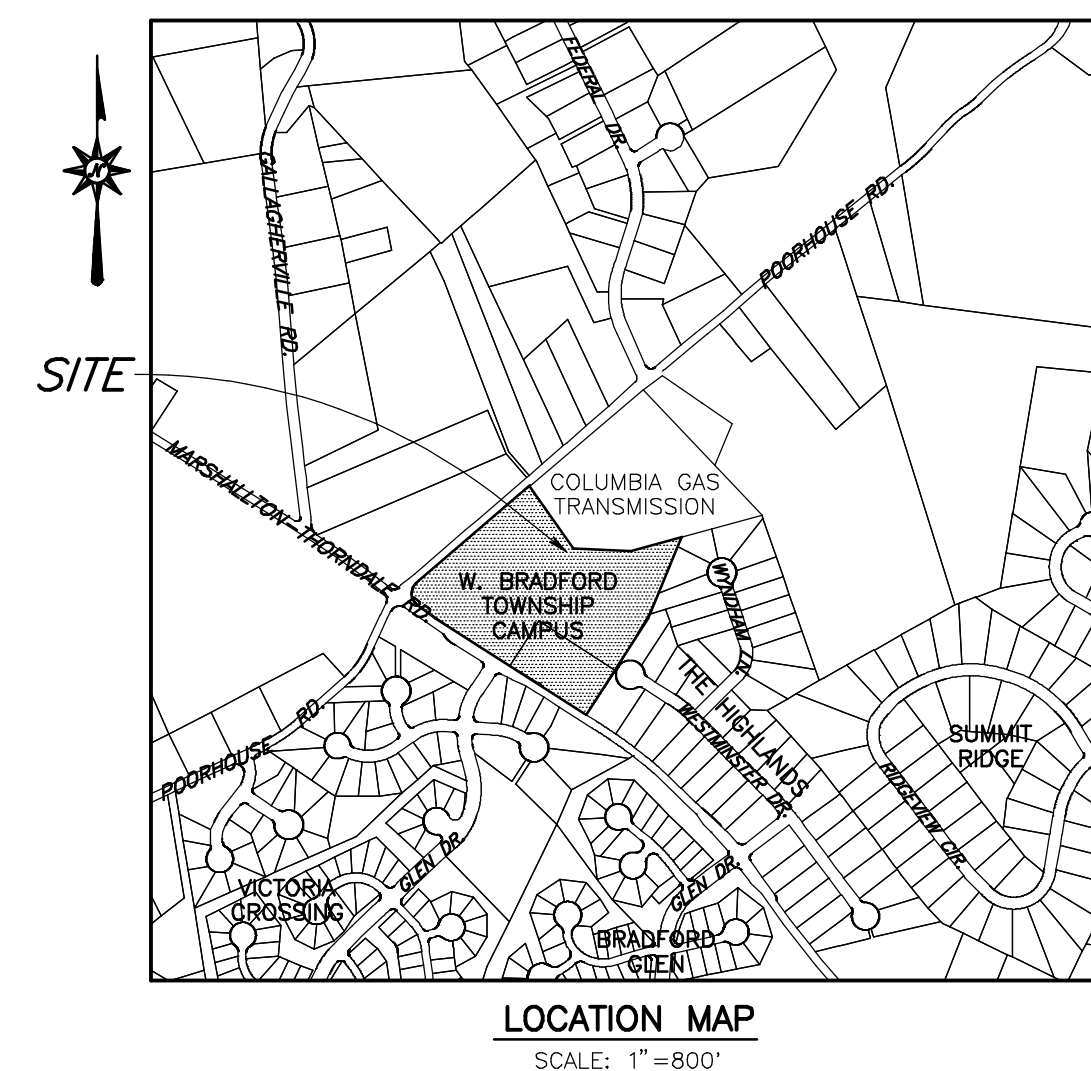 FEDERAL DR.
N
GALLAGHERVILLE RD.
POORHOUSE RD.
SITE
MARSHALLTON-THORNDALE RD.
COLUMBIA GAS
TRANSMISSION
W. BRADFORD
TOWNSHIP
CAMPUS
WYNDHAM LN.
THE HIGHLANDS
WESTMINSTER DR.
POORHOUSE RD.
SUMMIT
RIDGE
RIDGEVIEW CIR.
GLEN DR.
GLEN DR.
VICTORIA
CROSSING
BRADFORD
GLEN
LOCATION MAP
SCALE: 1"=800'